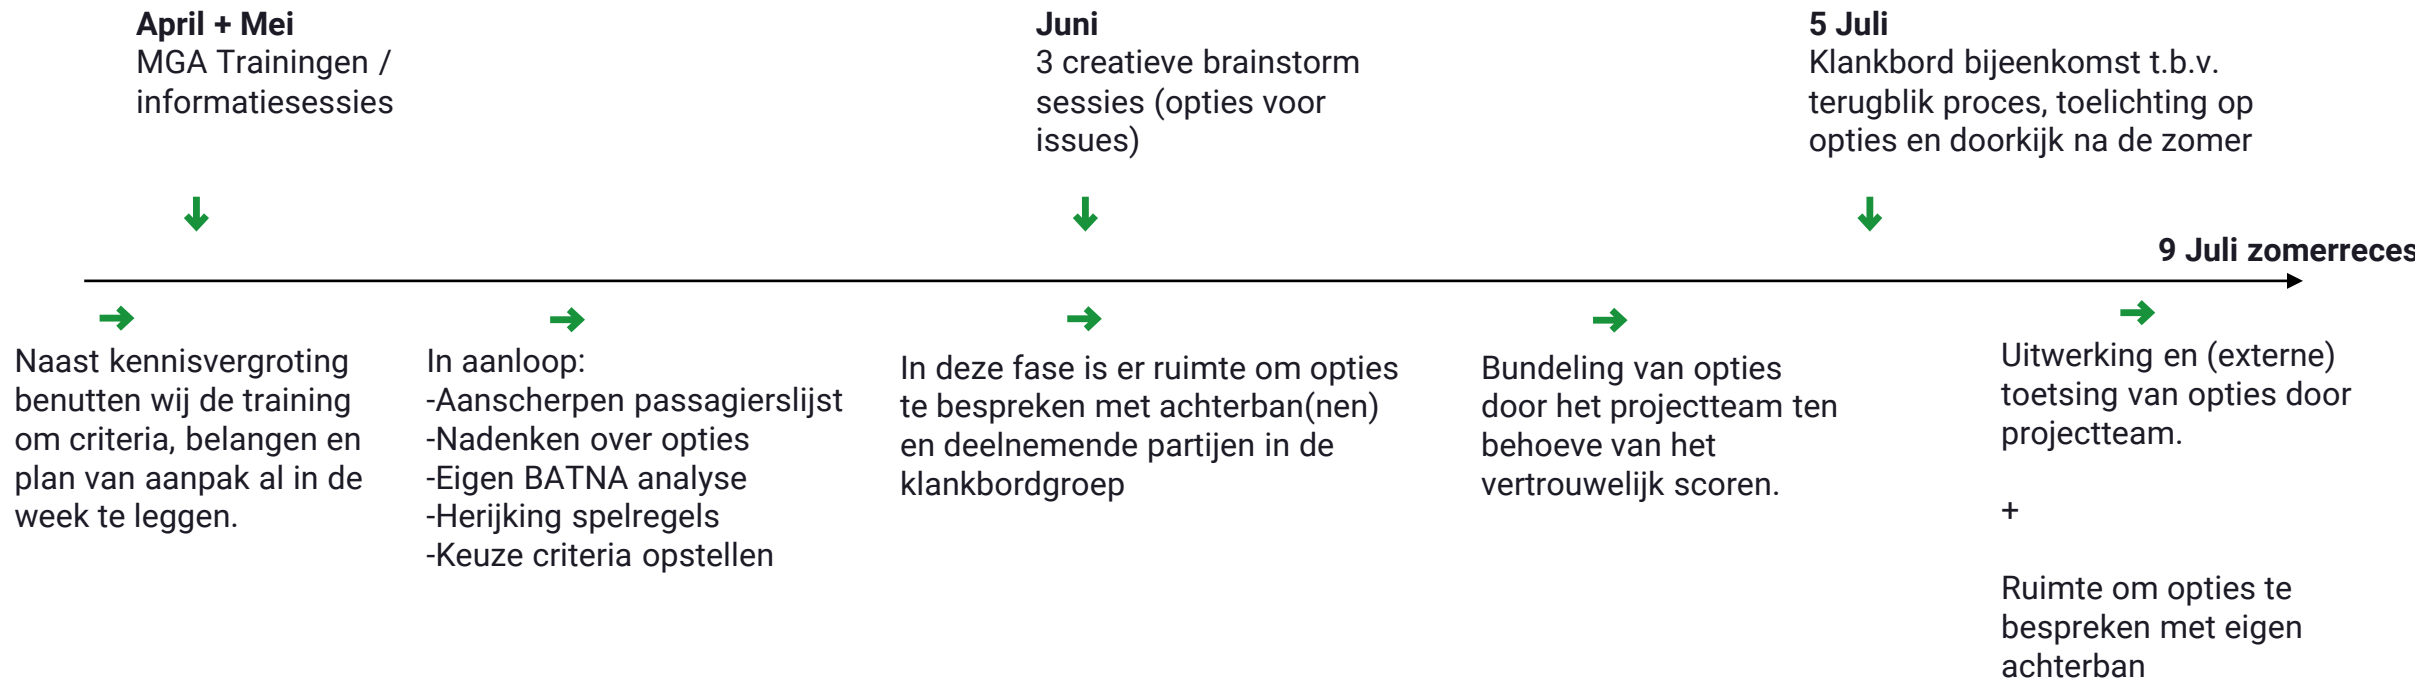 April + Mei
MGA Trainingen /
informatiesessies
Juni
3 creatieve brainstorm
sessies (opties voor
issues)
5 Juli
Klankbord bijeenkomst t.b.v.
terugblik proces, toelichting op
opties en doorkijk na de zomer
9 Juli zomerreces
Naast kennisvergroting
benutten wij de training
om criteria, belangen en
plan van aanpak al in de
week te leggen.
In aanloop:
-Aanscherpen passagierslijst
-Nadenken over opties
-Eigen BATNA analyse
-Herijking spelregels
-Keuze criteria opstellen
In deze fase is er ruimte om opties
te bespreken met achterban(nen)
en deelnemende partijen in de
klankbordgroep
Bundeling van opties
door het projectteam ten
behoeve van het
vertrouwelijk scoren.
Uitwerking en (externe)
toetsing van opties door
projectteam.
+
Ruimte om opties te
bespreken met eigen
achterban